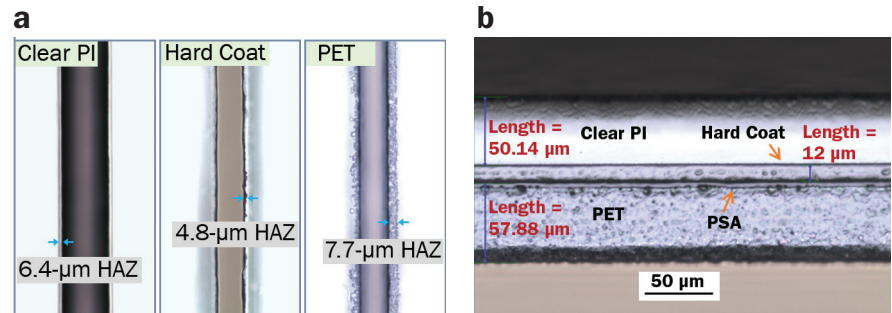 a
Clear PI
Hard Coat
PET
6.4-µm HAZ
4.8-µm HAZ
7.7-µm HAZ
b
Length =
50.14 µm
Clear PI
Hard Coat
Length =
12 µm
Length =
57.88 µm
PET
PSA
50 µm